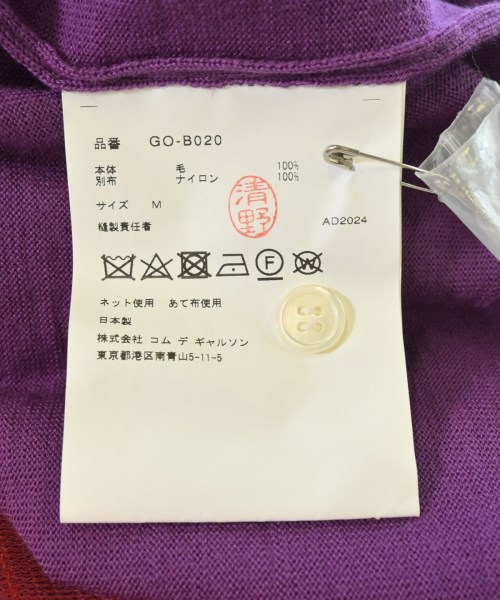 品番 GO-B020
本体 毛 100%
別布 ナイロン 100%
サイズ M
縫製責任者
清野
AD2024
F
W
ネット使用 あて布使用
日本製
株式会社 コム デ ギャルソン
東京都港区南青山5-11-5